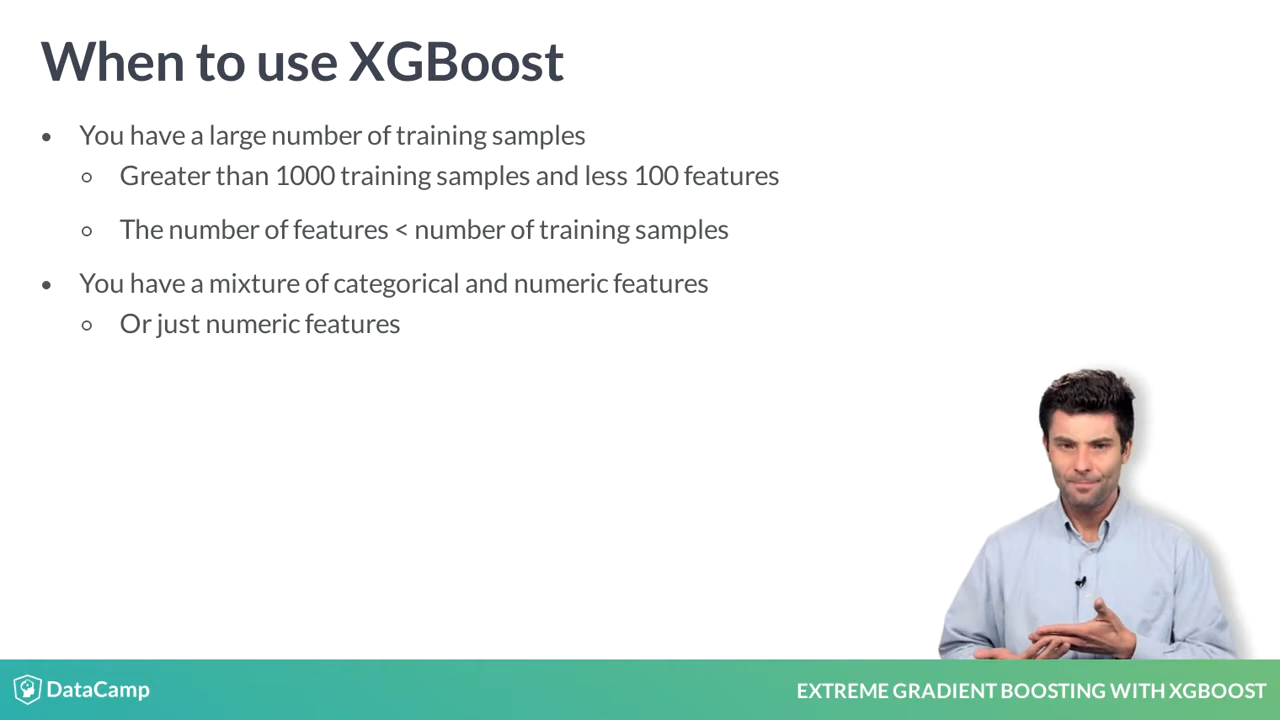 When to use XGBoost
• You have a large number of training samples
○ Greater than 1000 training samples and less 100 features
○ The number of features < number of training samples
• You have a mixture of categorical and numeric features
○ Or just numeric features
DataCamp
EXTREME GRADIENT BOOSTING WITH XGBOOST